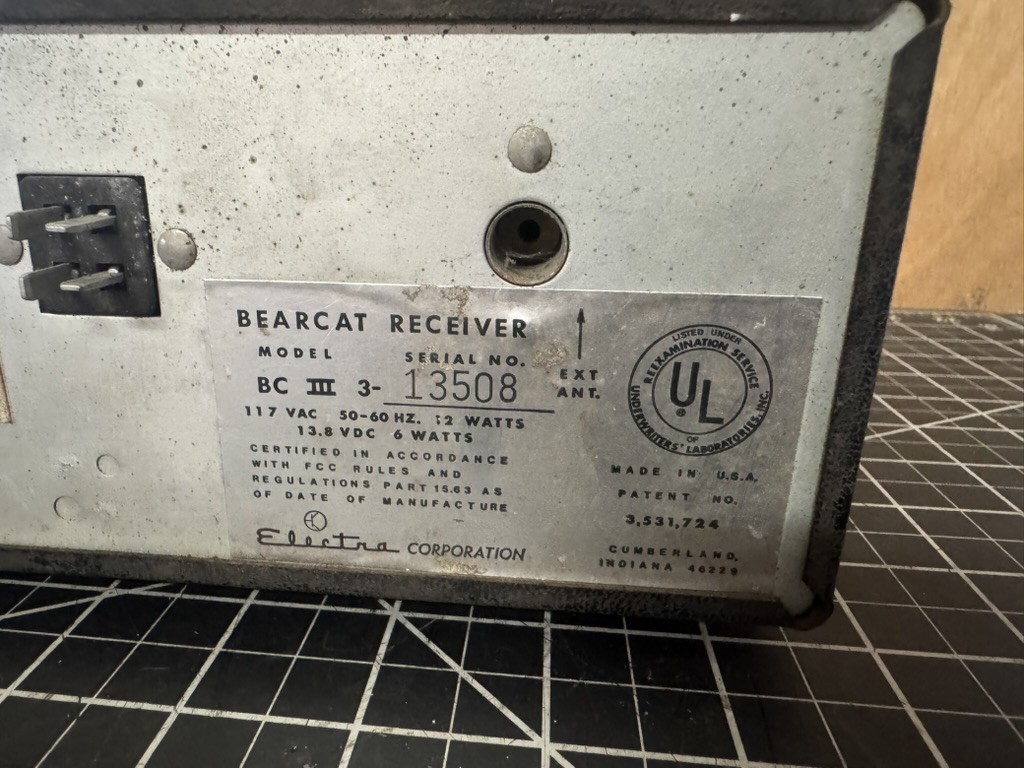 BEARCAT RECEIVER
MODEL SERIAL NO.
BC III 3- 13508
117 VAC 50-60 HZ. 12 WATTS
13.8 VDC 6 WATTS
CERTIFIED IN ACCORDANCE
WITH FCC RULES AND
REGULATIONS PART 15.63 AS
OF DATE OF MANUFACTURE
Electra CORPORATION
EXT
ANT.
LISTED UNDER
REEXAMINATION SERVICE
UL
®
OF
UNDERWRITERS' LABORATORIES, INC.
MADE IN U.S.A.
PATENT NO.
3,531,724
CUMBERLAND,
INDIANA 46229